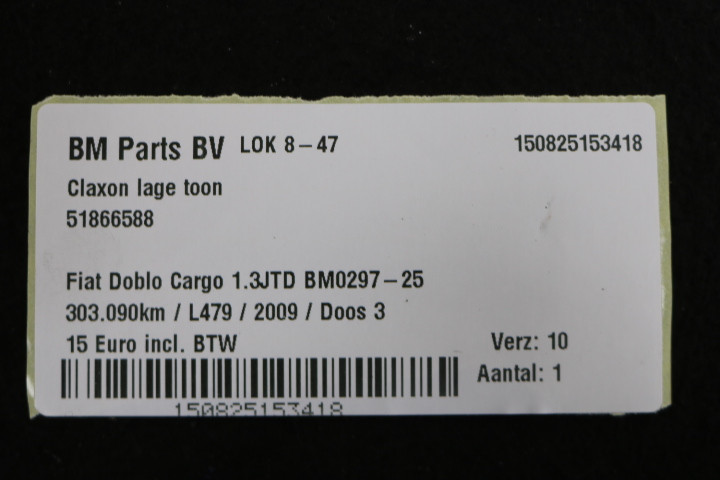 BM Parts BV LOK 8-47 150825153418
Claxon lage toon
51866588
Fiat Doblo Cargo 1.3JTD BM0297-25
303.090km / L479 / 2009 / Doos 3
15 Euro incl. BTW Verz: 10
Aantal: 1
150825153418